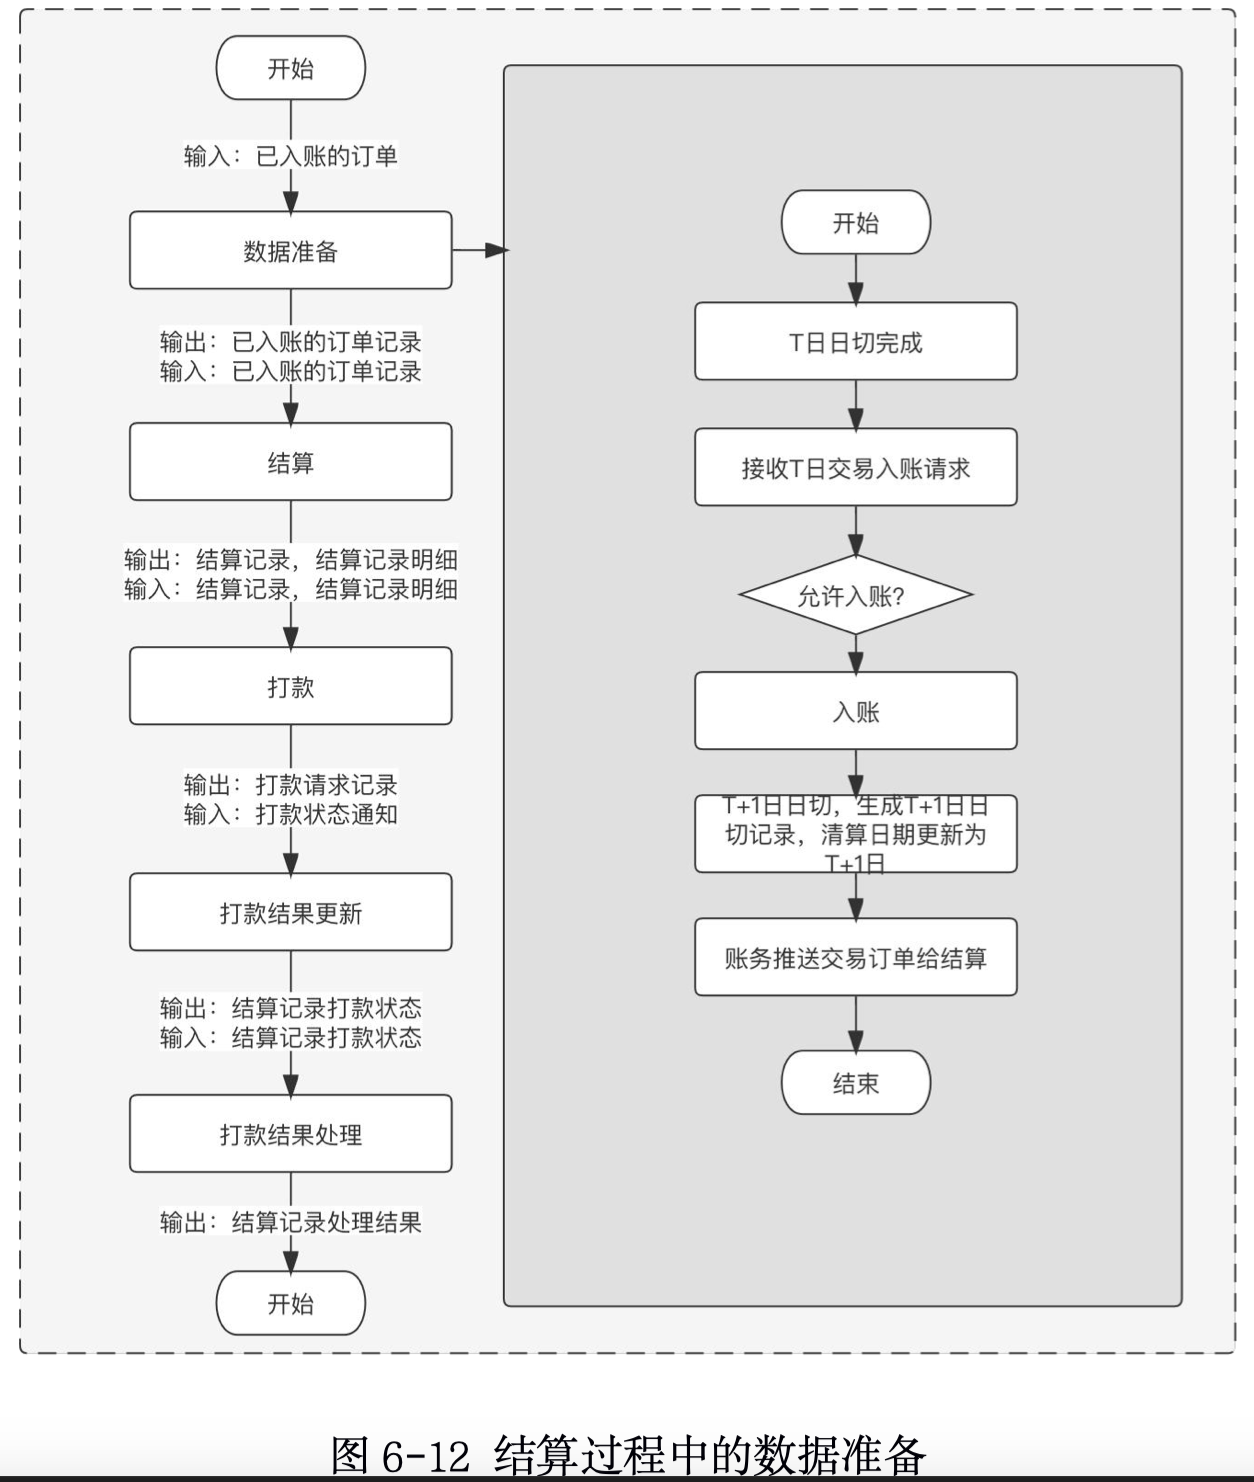 开始
输入：已入账的订单
数据准备
输出：已入账的订单记录
输入：已入账的订单记录
结算
输出：结算记录，结算记录明细
输入：结算记录，结算记录明细
打款
输出：打款请求记录
输入：打款状态通知
打款结果更新
输出：结算记录打款状态
输入：结算记录打款状态
打款结果处理
输出：结算记录处理结果
开始
开始
T日日切完成
接收T日交易入账请求
允许入账?
入账
T+1日日切，生成T+1日日
切记录，清算日期更新为
T+1日
账务推送交易订单给结算
结束
图 6-12 结算过程中的数据准备